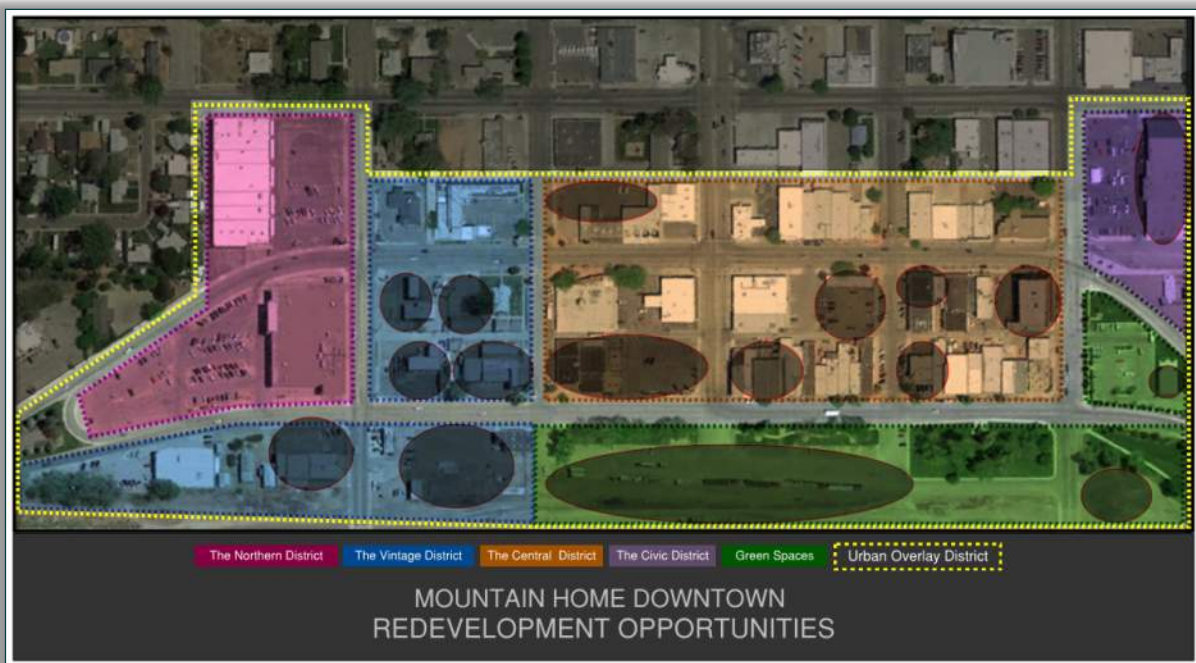 The Northern District
The Vintage District
The Central District
The Civic District
Green Spaces
Urban Overlay District
MOUNTAIN HOME DOWNTOWN
REDEVELOPMENT OPPORTUNITIES